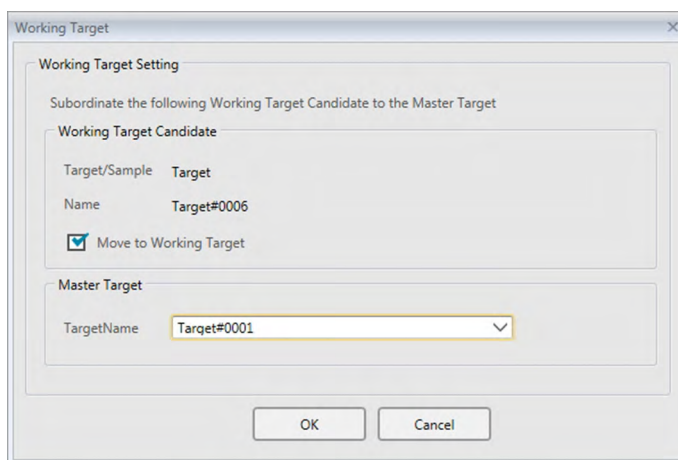 Working Target
Working Target Setting
Subordinate the following Working Target Candidate to the Master Target
Working Target Candidate
Target/Sample Target
Name Target#0006
Move to Working Target
Master Target
TargetName Target#0001
OK Cancel